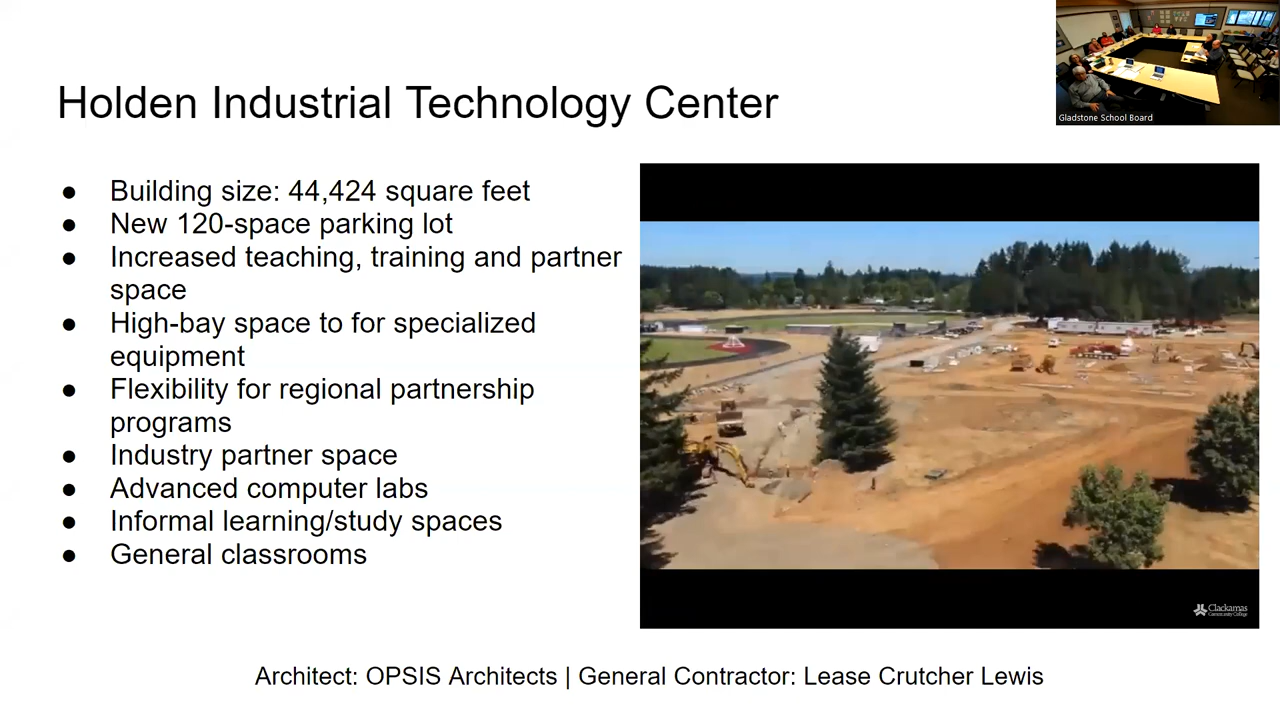 Holden Industrial Technology Center
Gladstone School Board
● Building size: 44,424 square feet
● New 120-space parking lot
● Increased teaching, training and partner
space
● High-bay space to for specialized
equipment
● Flexibility for regional partnership
programs
● Industry partner space
● Advanced computer labs
● Informal learning/study spaces
● General classrooms
Clackamas
Community College
Architect: OPSIS Architects | General Contractor: Lease Crutcher Lewis